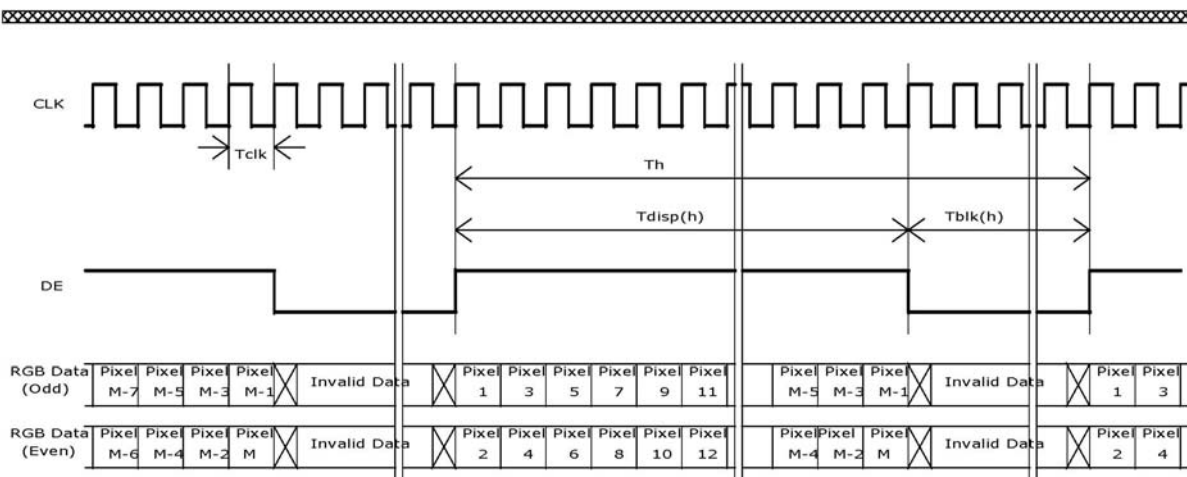 CLK
Tclk
Th
Tdisp(h)
Tblk(h)
DE
RGB Data
(Odd)
Pixel M-7
Pixel M-5
Pixel M-3
Pixel M-1
Invalid Data
Pixel 1
Pixel 3
Pixel 5
Pixel 7
Pixel 9
Pixel 11
Pixel M-5
Pixel M-3
Pixel M-1
Invalid Data
Pixel 1
Pixel 3
RGB Data
(Even)
Pixel M-6
Pixel M-4
Pixel M-2
Pixel M
Invalid Data
Pixel 2
Pixel 4
Pixel 6
Pixel 8
Pixel 10
Pixel 12
Pixel M-4
Pixel M-2
Pixel M
Invalid Data
Pixel 2
Pixel 4